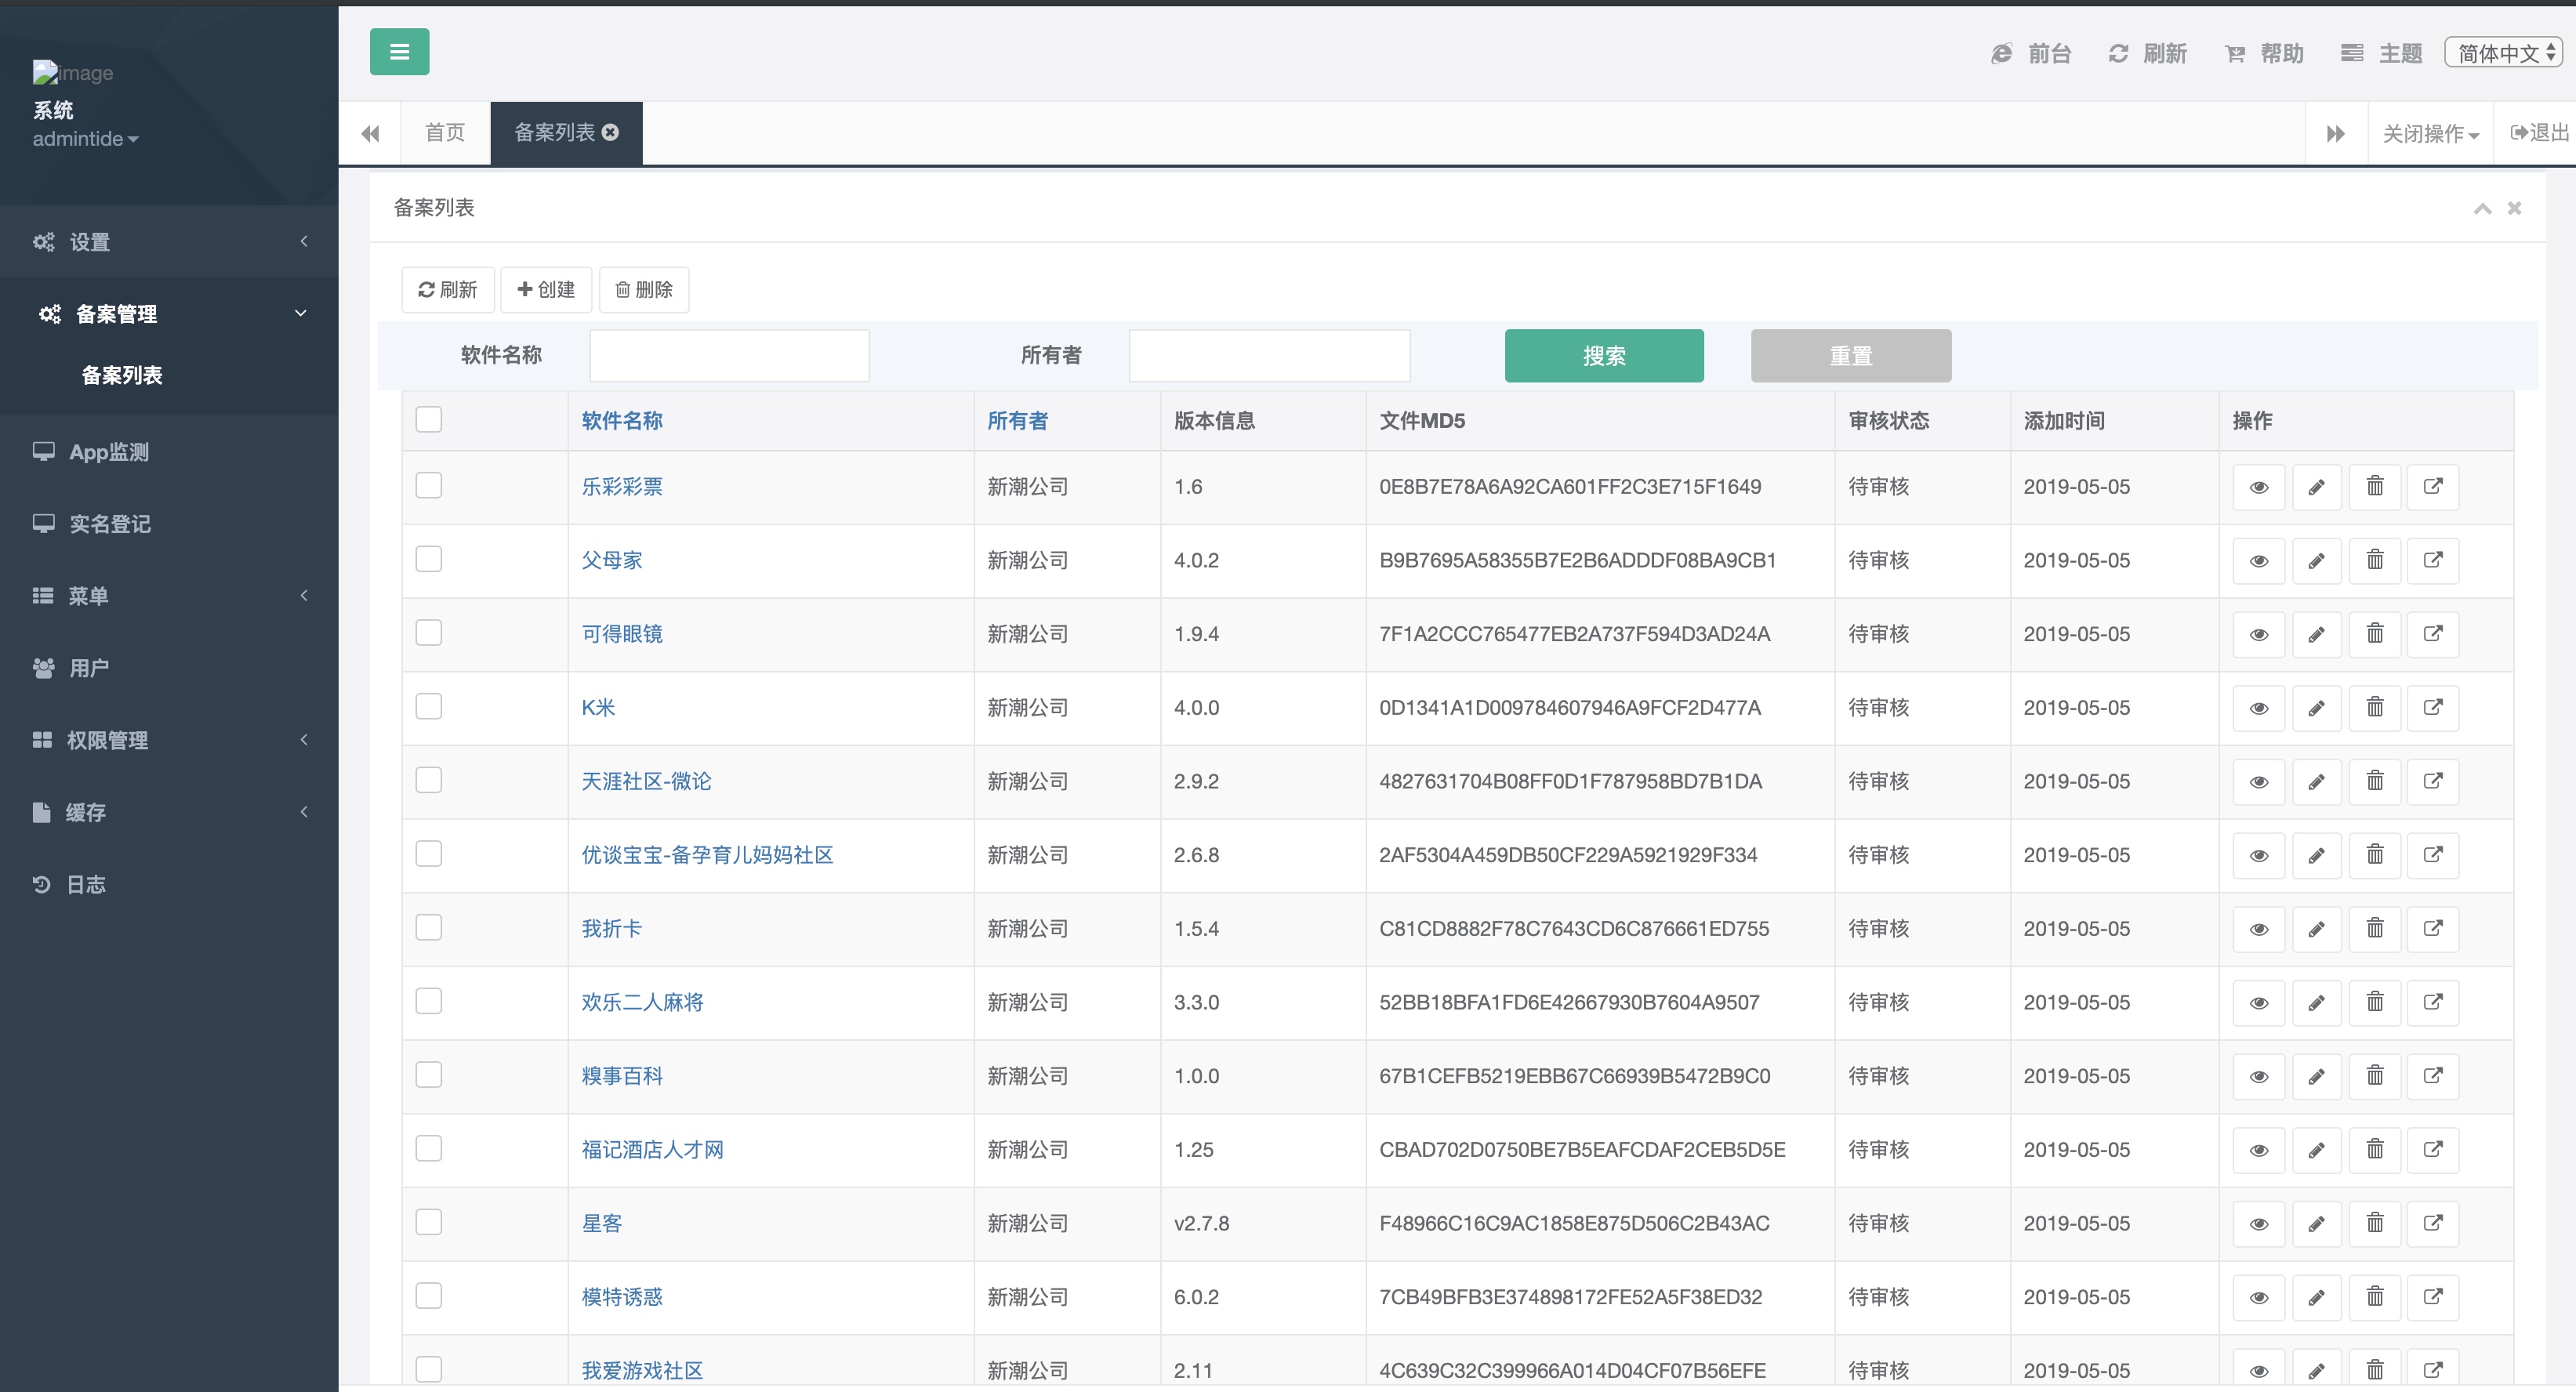 image
系统
admintide
设置
备案管理
备案列表
App监测
实名登记
菜单
用户
权限管理
缓存
日志
前台 刷新 帮助 主题 简体中文
首页 备案列表 关闭操作 退出
备案列表
刷新 创建 删除
软件名称 所有者 搜索 重置
软件名称 所有者 版本信息 文件MD5 审核状态 添加时间 操作
乐彩彩票 新潮公司 1.6 0E8B7E78A6A92CA601FF2C3E715F1649 待审核 2019-05-05
父母家 新潮公司 4.0.2 B9B7695A58355B7E2B6ADDDF08BA9CB1 待审核 2019-05-05
可得眼镜 新潮公司 1.9.4 7F1A2CCC765477EB2A737F594D3AD24A 待审核 2019-05-05
K米 新潮公司 4.0.0 0D1341A1D009784607946A9FCF2D477A 待审核 2019-05-05
天涯社区-微论 新潮公司 2.9.2 4827631704B08FF0D1F787958BD7B1DA 待审核 2019-05-05
优谈宝宝-备孕育儿妈妈社区 新潮公司 2.6.8 2AF5304A459DB50CF229A5921929F334 待审核 2019-05-05
我折卡 新潮公司 1.5.4 C81CD8882F78C7643CD6C876661ED755 待审核 2019-05-05
欢乐二人麻将 新潮公司 3.3.0 52BB18BFA1FD6E42667930B7604A9507 待审核 2019-05-05
糗事百科 新潮公司 1.0.0 67B1CEFB5219EBB67C66939B5472B9C0 待审核 2019-05-05
福记酒店人才网 新潮公司 1.25 CBAD702D0750BE7B5EAFCDAF2CEB5D5E 待审核 2019-05-05
星客 新潮公司 v2.7.8 F48966C16C9AC1858E875D506C2B43AC 待审核 2019-05-05
模特诱惑 新潮公司 6.0.2 7CB49BFB3E374898172FE52A5F38ED32 待审核 2019-05-05
我爱游戏社区 新潮公司 2.11 4C639C32C399966A014D04CF07B56EFE 待审核 2019-05-05